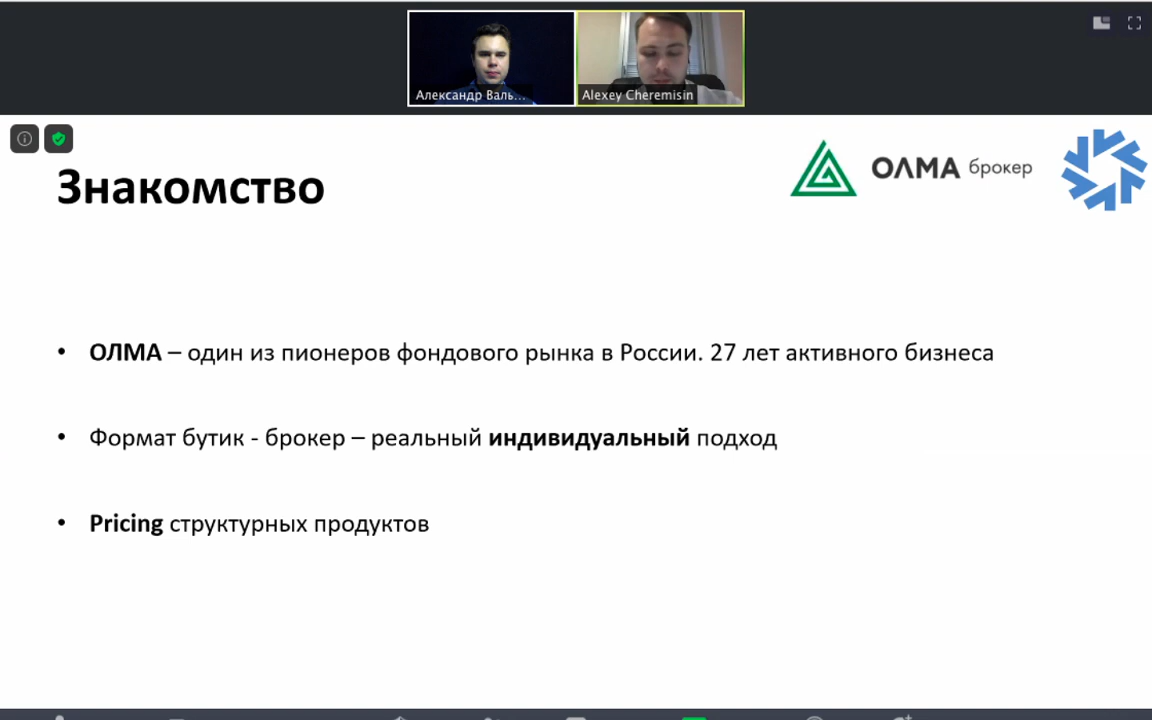 Александр Валь...
Alexey Cheremisin
Знакомство
ОЛМА брокер
• ОЛМА – один из пионеров фондового рынка в России. 27 лет активного бизнеса
• Формат бутик - брокер – реальный индивидуальный подход
• Pricing структурных продуктов